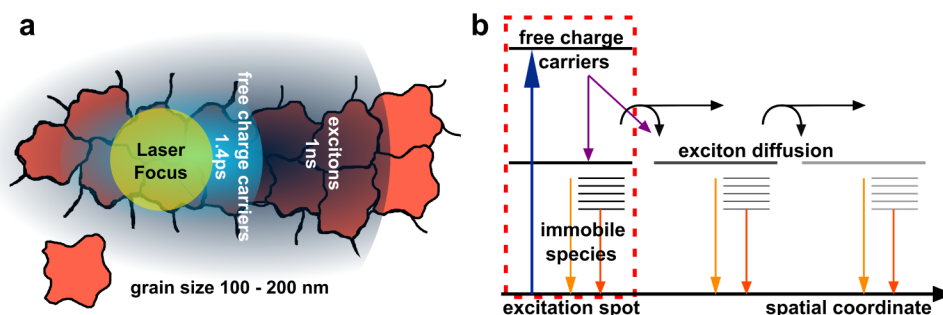 a
Laser
Focus
free charge carriers
1.4ps
excitons
1ns
grain size 100 - 200 nm
b
free charge
carriers
exciton diffusion
immobile
species
excitation spot
spatial coordinate